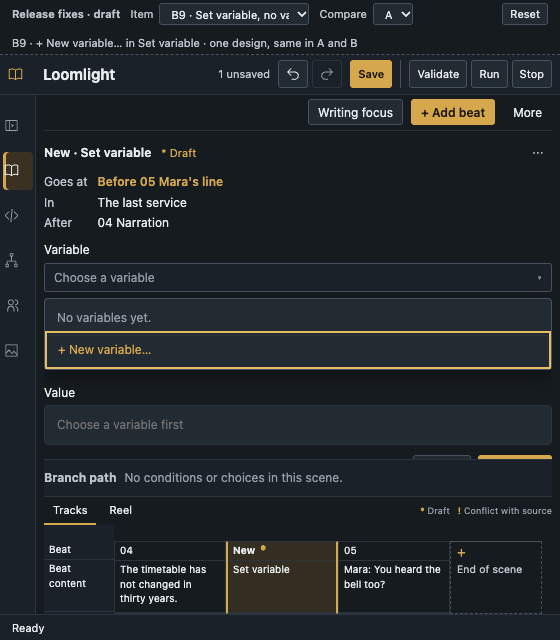 Release fixes · draft Item B9 · Set variable, no va Compare A Reset
B9 · + New variable... in Set variable · one design, same in A and B
Loomlight 1 unsaved Save Validate Run Stop
Writing focus + Add beat More
New · Set variable * Draft ...
Goes at Before 05 Mara's line
In The last service
After 04 Narration
Variable
Choose a variable
No variables yet.
+ New variable...
Value
Choose a variable first
Branch path No conditions or choices in this scene.
Tracks Reel * Draft ! Conflict with source
Beat 04 New * 05 +
Beat content The timetable has not changed in thirty years. Set variable Mara: You heard the bell too? End of scene
Ready